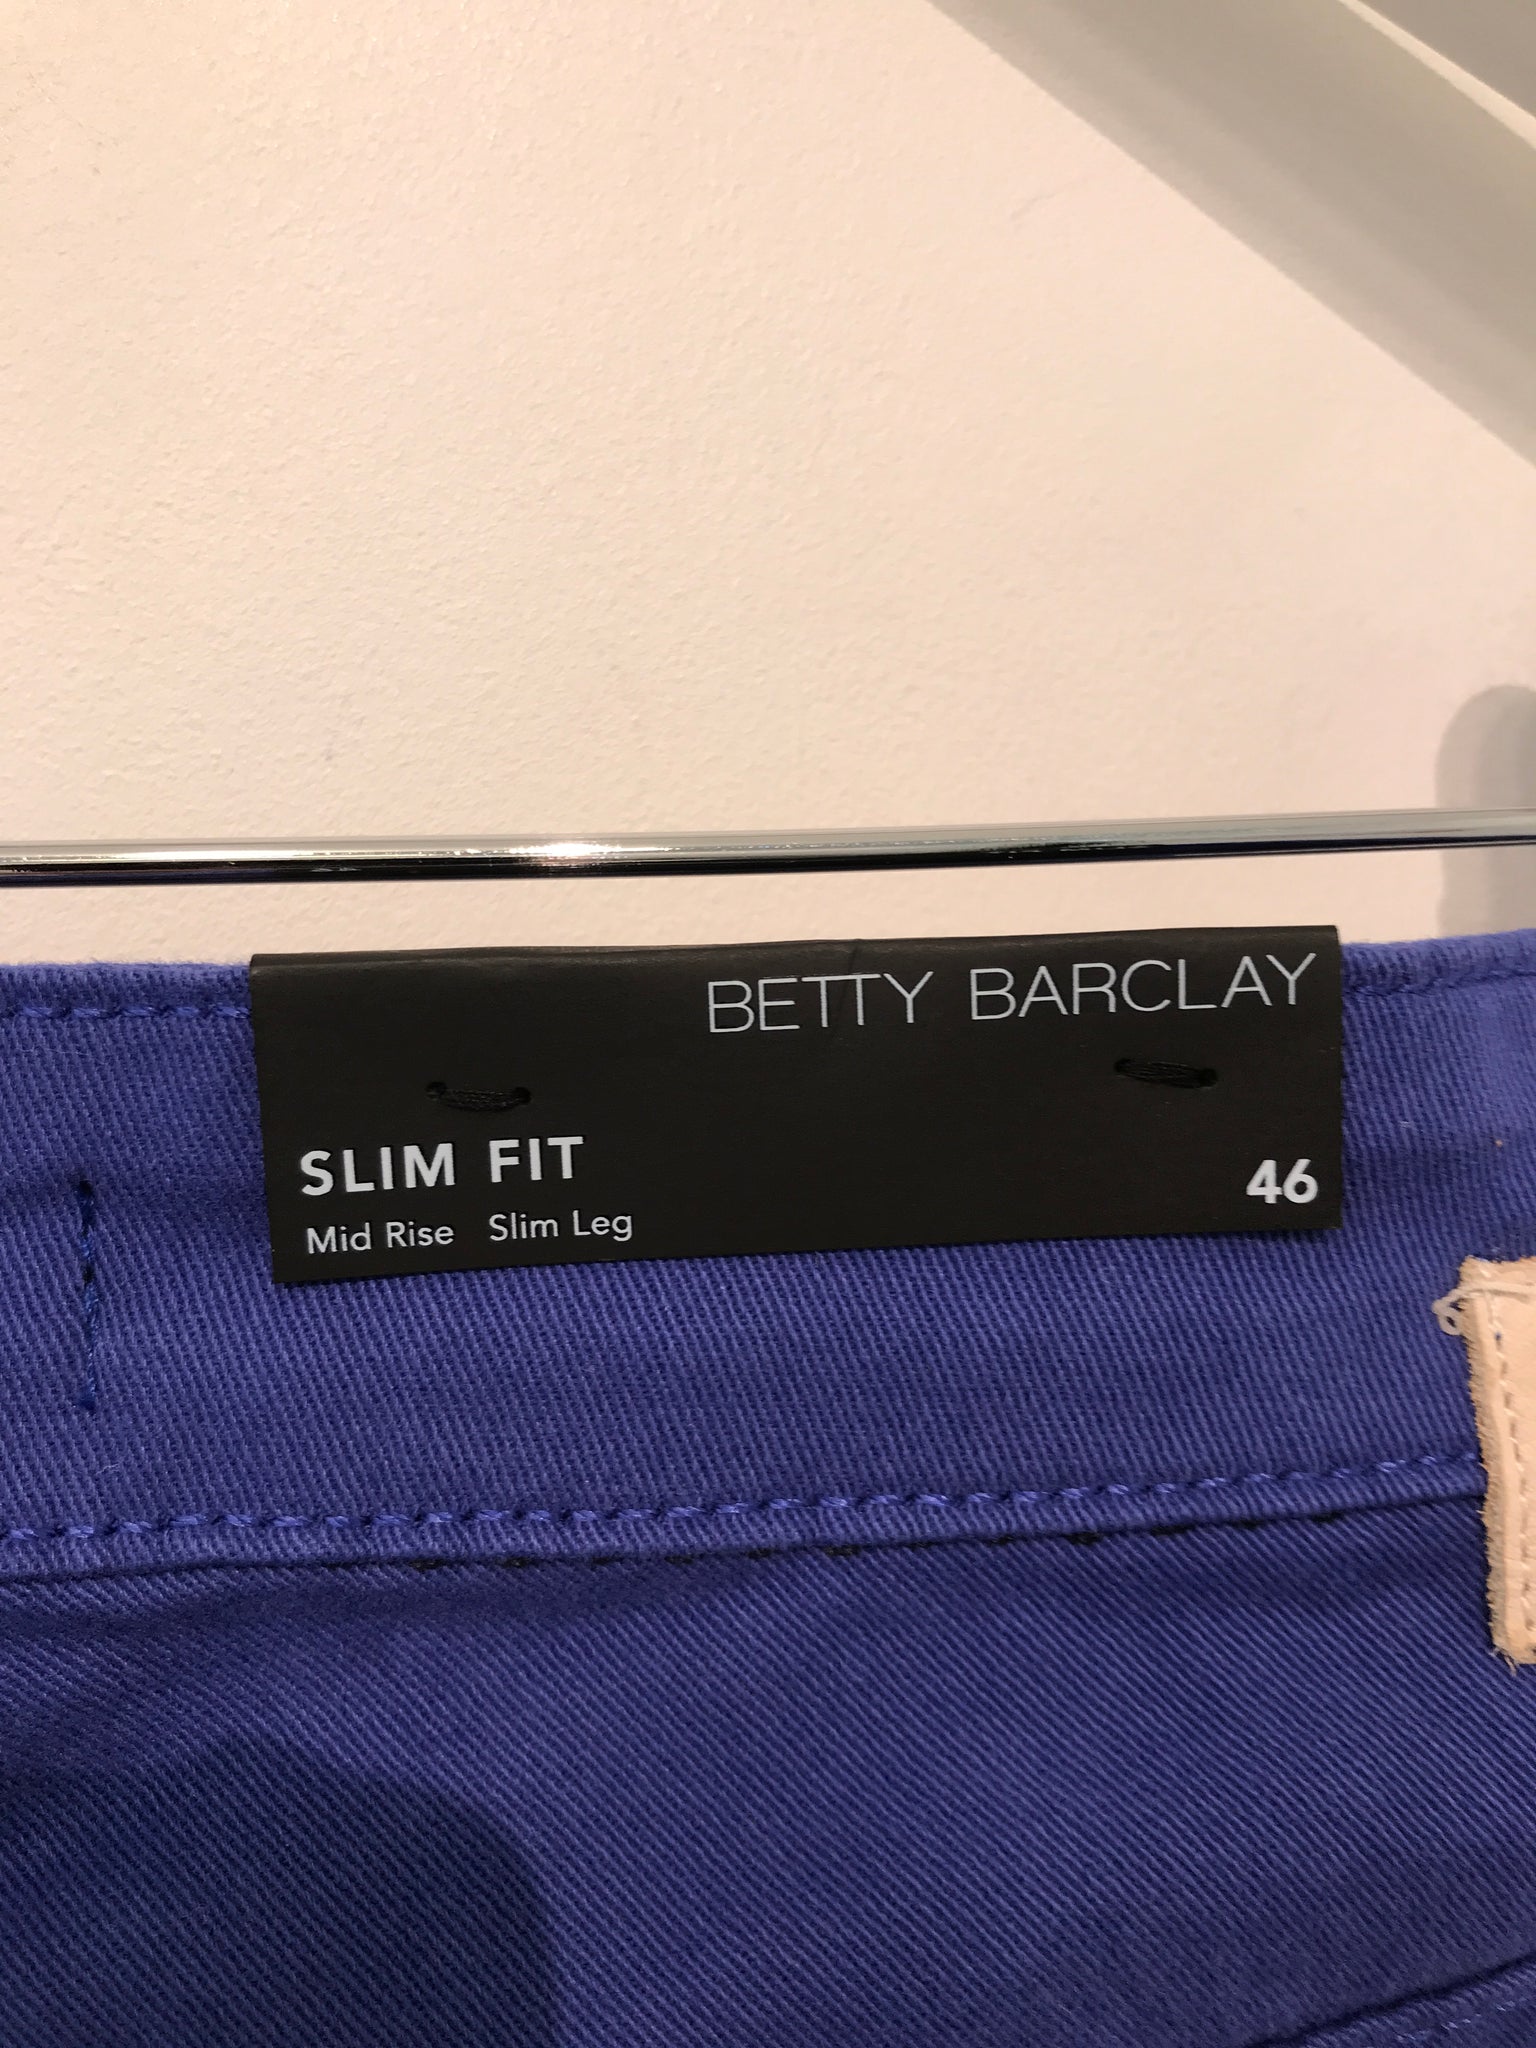 BETTY BARCLAY
SLIM FIT
46
Mid Rise Slim Leg